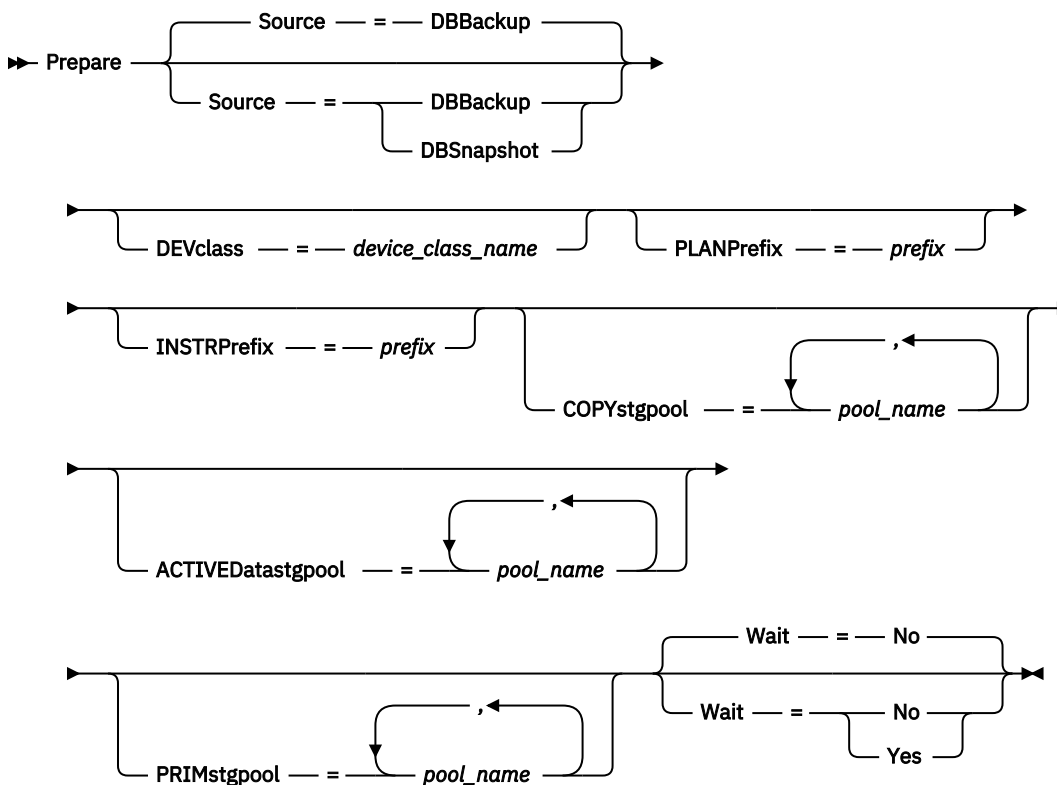 Source = DBBackup
Prepare
Source = DBBackup
DBSnapshot
DEVclass = device_class_name PLANPrefix = prefix
INSTRPrefix = prefix
,
COPYstgpool = pool_name
,
ACTIVEDatastgpool = pool_name
Wait = No
,
Wait = No
Yes
PRIMstgpool = pool_name